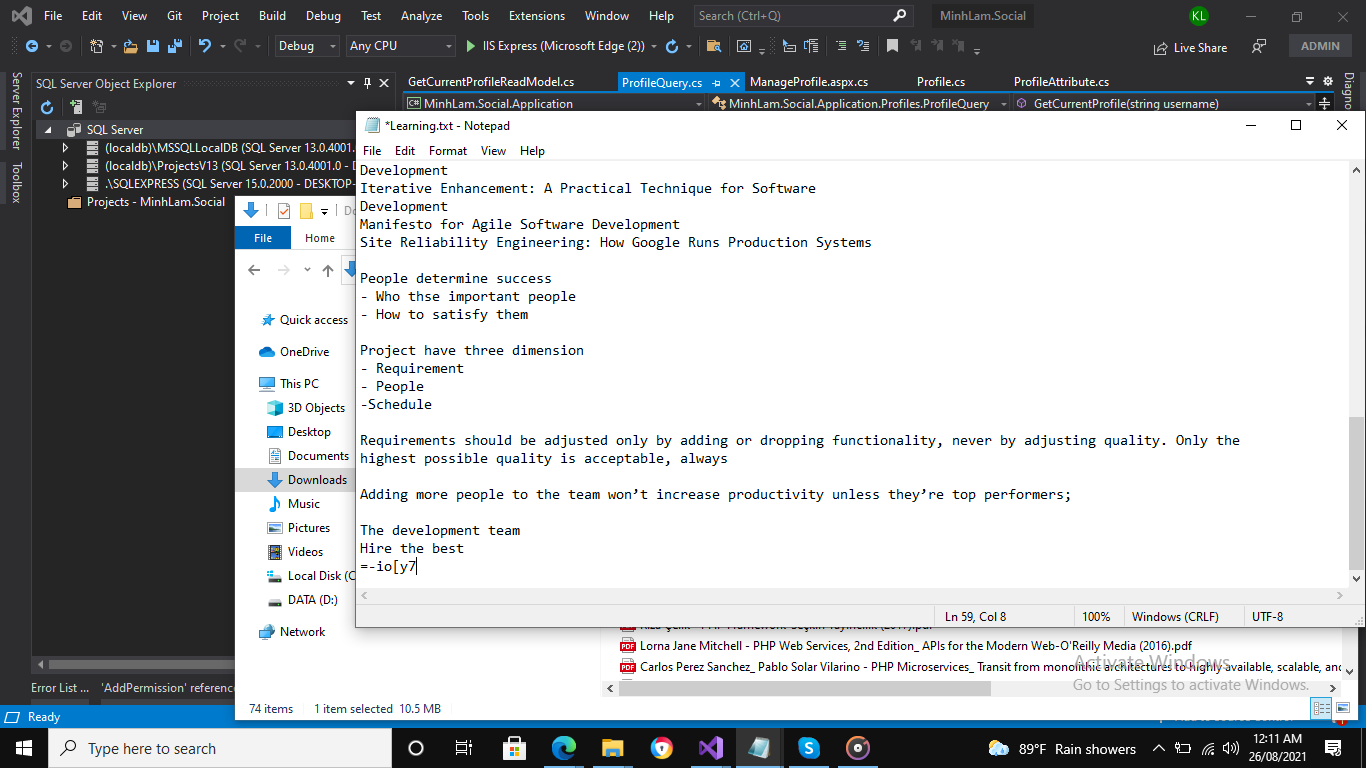 File Edit View Git Project Build Debug Test Analyze Tools Extensions Window Help Search (Ctrl+Q) MinhLam.Social KL
Debug Any CPU IIS Express (Microsoft Edge (2)) Live Share ADMIN
Server Explorer
Toolbox
SQL Server Object Explorer
SQL Server
(localdb)\MSSQLLocalDB (SQL Server 13.0.4001.
(localdb)\ProjectsV13 (SQL Server 13.0.4001.0 - D
.\SQLEXPRESS (SQL Server 15.0.2000 - DESKTOP-
Projects - MinhLam.Social
GetCurrentProfileReadModel.cs ProfileQuery.cs ManageProfile.aspx.cs Profile.cs ProfileAttribute.cs
MinhLam.Social.Application MinhLam.Social.Application.Profiles.ProfileQuery GetCurrentProfile(string username)
Diagno
*Learning.txt - Notepad
File Edit Format View Help
Development
Iterative Enhancement: A Practical Technique for Software
Development
Manifesto for Agile Software Development
Site Reliability Engineering: How Google Runs Production Systems
People determine success
- Who thse important people
- How to satisfy them
Project have three dimension
- Requirement
- People
-Schedule
Requirements should be adjusted only by adding or dropping functionality, never by adjusting quality. Only the
highest possible quality is acceptable, always
Adding more people to the team won’t increase productivity unless they’re top performers;
The development team
Hire the best
=-io[y7
Ln 59, Col 8 100% Windows (CRLF) UTF-8
File Home
Quick access
OneDrive
This PC
3D Objects
Desktop
Documents
Downloads
Music
Pictures
Videos
Local Disk (C
DATA (D:)
Network
Lorna Jane Mitchell - PHP Web Services, 2nd Edition_ APIs for the Modern Web-O'Reilly Media (2016).pdf
Carlos Perez Sanchez_ Pablo Solar Vilarino - PHP Microservices_ Transit from monolithic architectures to highly available, scalable, and
Activate Windows
Go to Settings to activate Windows.
74 items 1 item selected 10.5 MB
Error List ... 'AddPermission' reference
Ready
Type here to search
89°F Rain showers
12:11 AM
26/08/2021